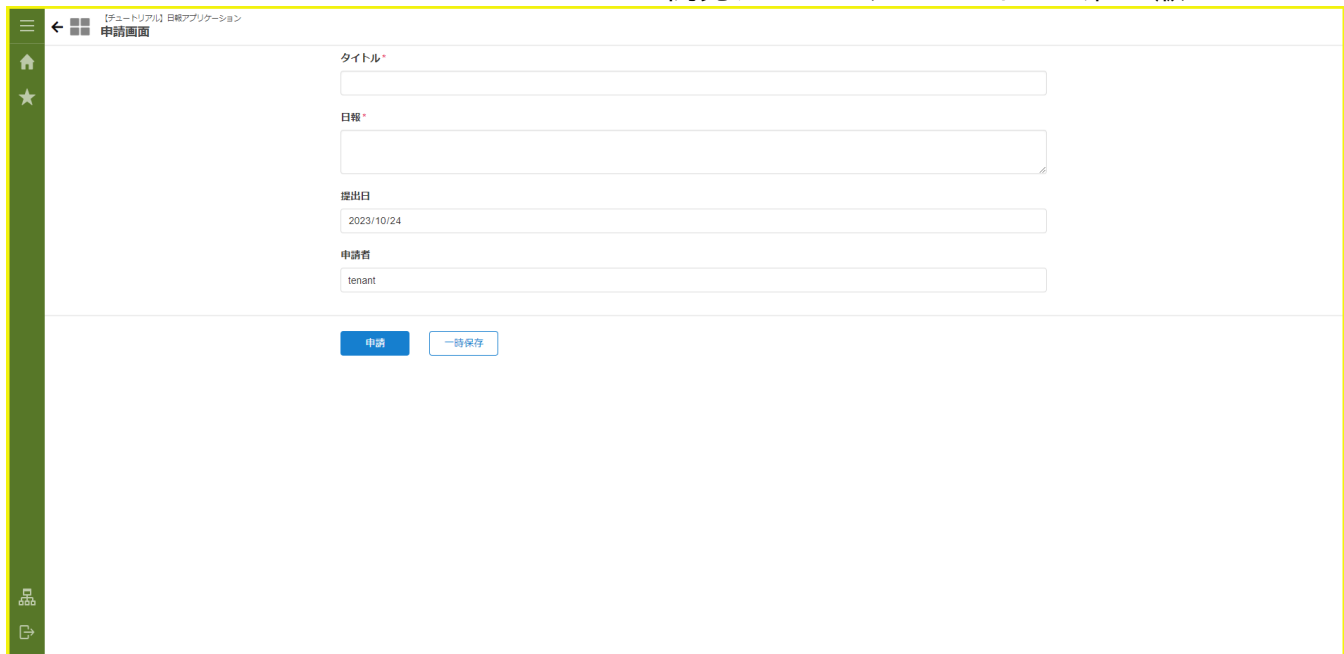 【チュートリアル】日報アプリケーション
申請画面
タイトル*
日報*
提出日
2023/10/24
申請者
tenant
申請
一時保存